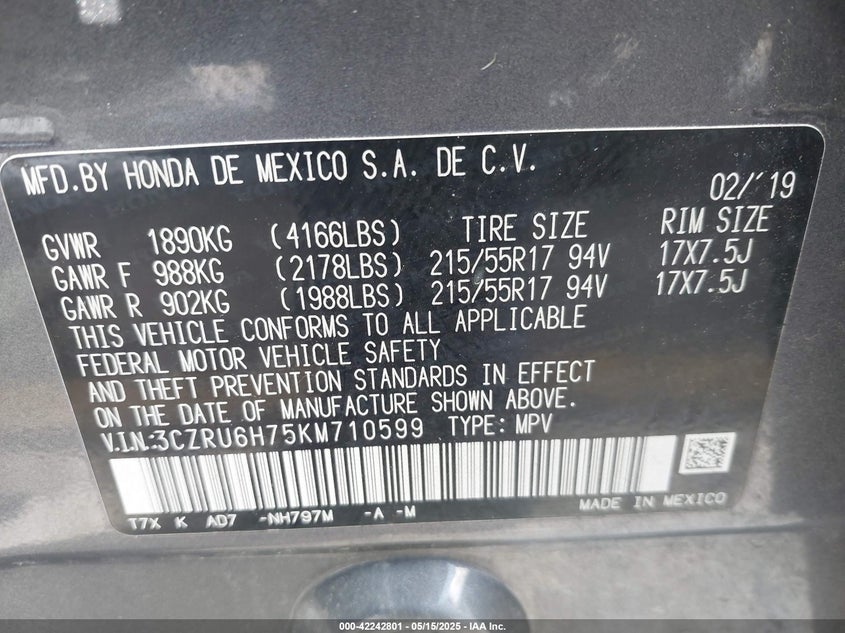 MFD.BY HONDA DE MEXICO S.A. DE C.V.
02/'19
GVWR 1890KG (4166LBS) TIRE SIZE RIM SIZE
GAWR F 988KG (2178LBS) 215/55R17 94V 17X7.5J
GAWR R 902KG (1988LBS) 215/55R17 94V 17X7.5J
THIS VEHICLE CONFORMS TO ALL APPLICABLE
FEDERAL MOTOR VEHICLE SAFETY
AND THEFT PREVENTION STANDARDS IN EFFECT
ON THE DATE OF MANUFACTURE SHOWN ABOVE.
V.I.N:3CZRU6H75KM710599 TYPE: MPV
T7X K AD7 -NH797M -A -M
MADE IN MEXICO
000-42242801 - 05/15/2025 - IAA Inc.